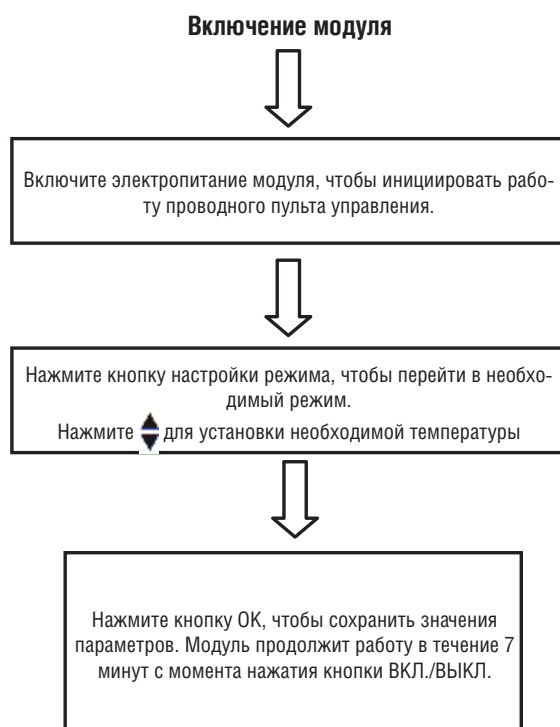 Включение модуля
Включите электропитание модуля, чтобы инициировать рабо-
ту проводного пульта управления.
Нажмите кнопку настройки режима, чтобы перейти в необхо-
димый режим.
Нажмите для установки необходимой температуры
Нажмите кнопку OK, чтобы сохранить значения
параметров. Модуль продолжит работу в течение 7
минут с момента нажатия кнопки ВКЛ./ВЫКЛ.